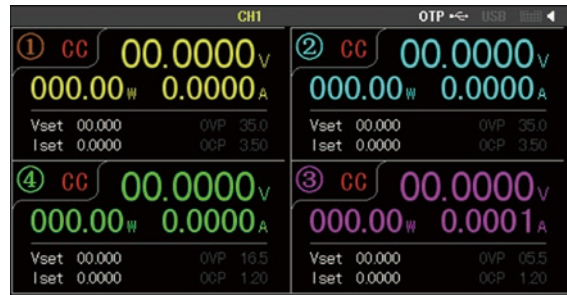 CH1 OTP USB
① CC 00.0000V
000.00W 0.0000A
Vset 00.000 OVP 35.0
Iset 0.0000 OCP 3.50
② CC 00.0000V
000.00W 0.0000A
Vset 00.000 OVP 35.0
Iset 0.0000 OCP 3.50
④ CC 00.0000V
000.00W 0.0000A
Vset 00.000 OVP 16.5
Iset 0.0000 OCP 1.20
③ CC 00.0000V
000.00W 0.0001A
Vset 00.000 OVP 05.5
Iset 0.0000 OCP 1.20